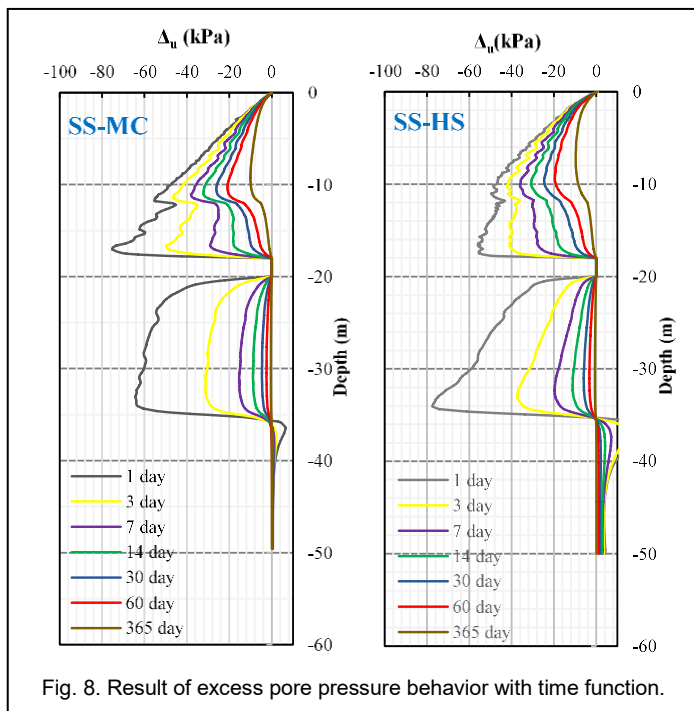 Δu (kPa)
-100 -80 -60 -40 -20 0
0
SS-MC
-10
-20
-30
Depth (m)
-40
-50
-60
1 day
3 day
7 day
14 day
30 day
60 day
365 day
Δu(kPa)
-100 -80 -60 -40 -20 0
0
SS-HS
-10
-20
-30
Depth (m)
-40
-50
-60
1 day
3 day
7 day
14 day
30 day
60 day
365 day
Fig. 8. Result of excess pore pressure behavior with time function.